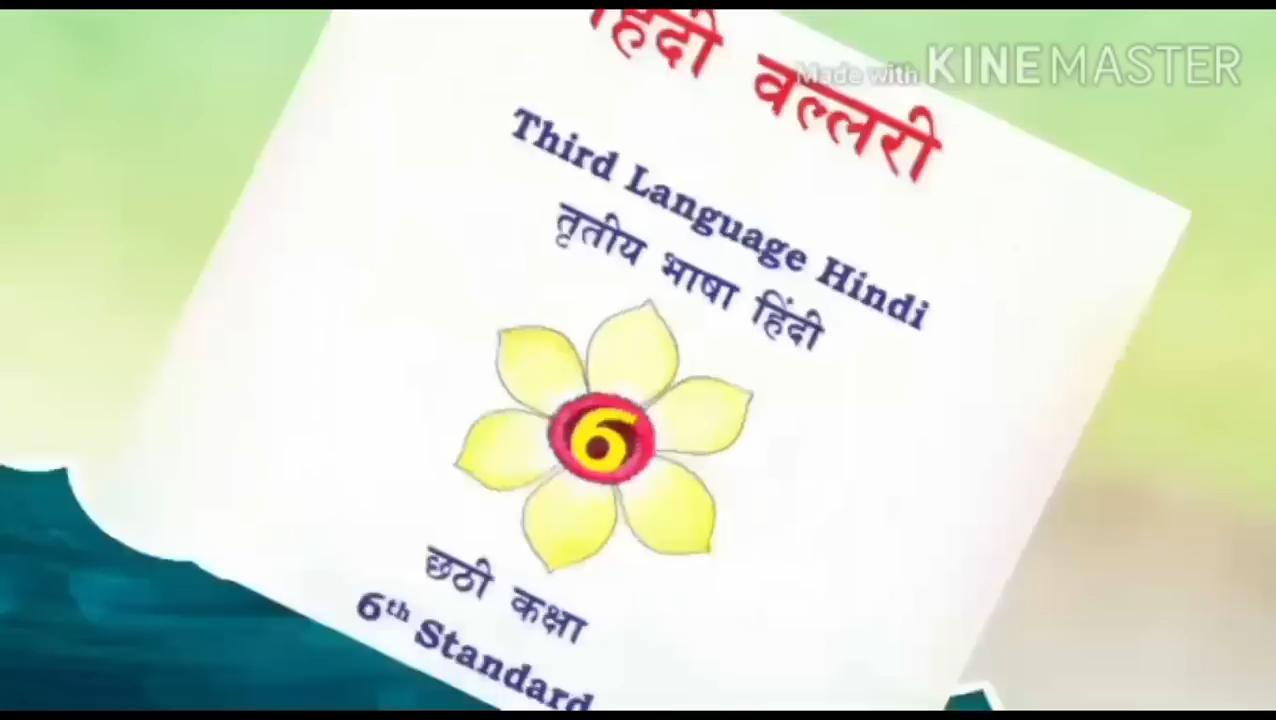 हिंदी वल्लरी
Made with KINEMASTER
Third Language Hindi
तृतीय भाषा हिंदी
6
छठी कक्षा
6th Standard